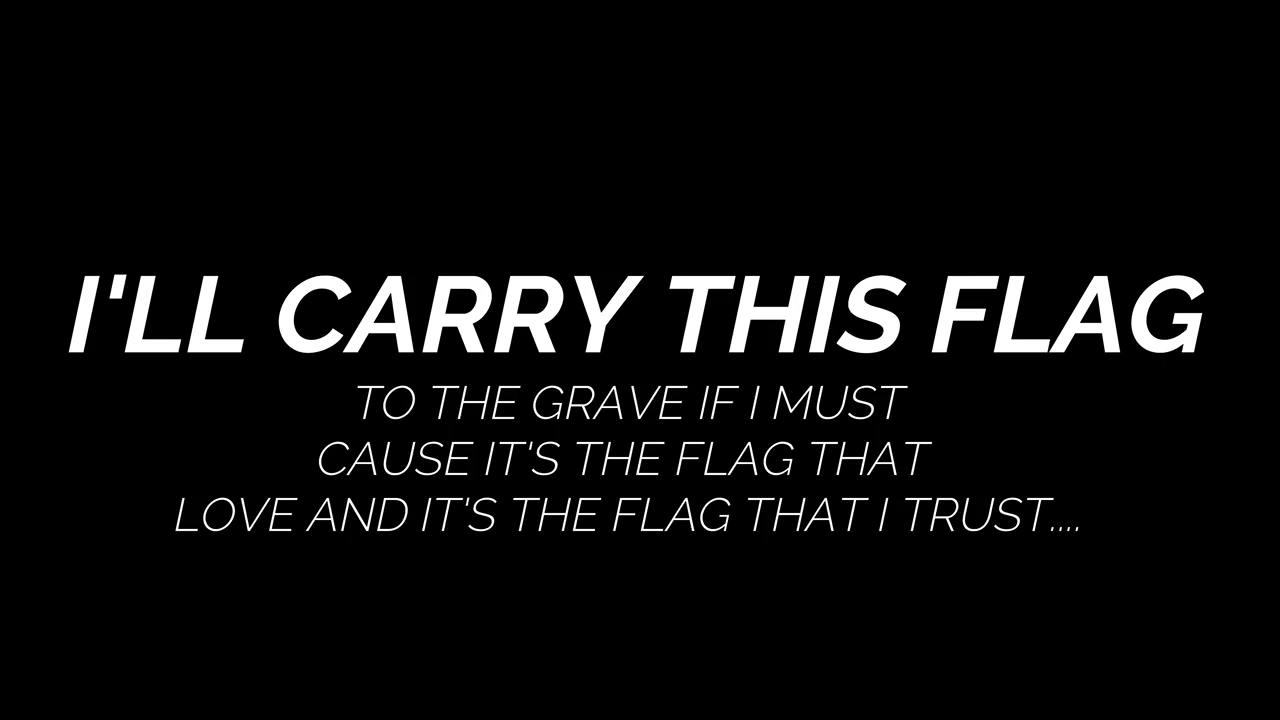 I'LL CARRY THIS FLAG
TO THE GRAVE IF I MUST
CAUSE IT'S THE FLAG THAT
LOVE AND IT'S THE FLAG THAT I TRUST....